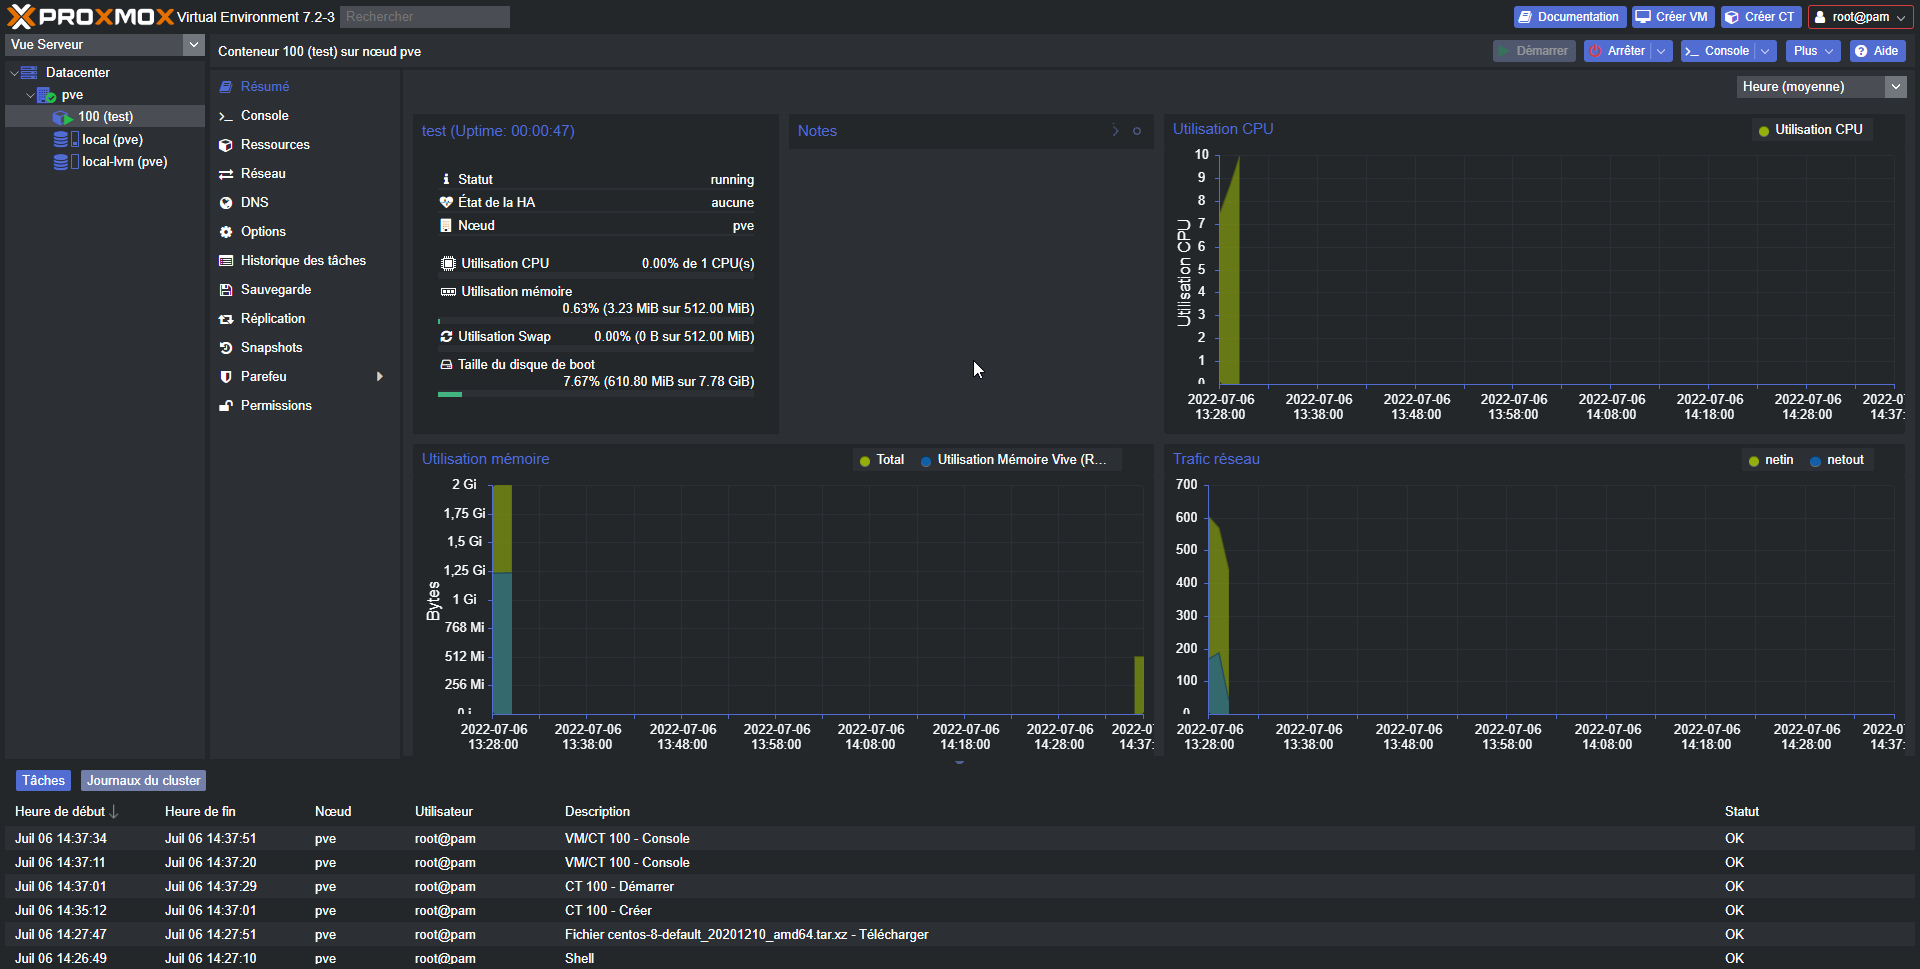 PROXMOX Virtual Environment 7.2-3 Rechercher Documentation Créer VM Créer CT root@pam
Vue Serveur
Conteneur 100 (test) sur nœud pve Démarrer Arrêter Console Plus Aide
Datacenter
pve
100 (test)
local (pve)
local-lvm (pve)
Résumé
Console
Ressources
Réseau
DNS
Options
Historique des tâches
Sauvegarde
Réplication
Snapshots
Parefeu
Permissions
Heure (moyenne)
test (Uptime: 00:00:47)
Statut running
État de la HA aucune
Nœud pve
Utilisation CPU 0.00% de 1 CPU(s)
Utilisation mémoire
0.63% (3.23 MiB sur 512.00 MiB)
Utilisation Swap 0.00% (0 B sur 512.00 MiB)
Taille du disque de boot
7.67% (610.80 MiB sur 7.78 GiB)
Notes
Utilisation CPU
Utilisation CPU
Utilisation CPU
10
9
8
7
6
5
4
3
2
1
0
2022-07-06 2022-07-06 2022-07-06 2022-07-06 2022-07-06 2022-07-06 2022-07-06 2022-0
13:28:00 13:38:00 13:48:00 13:58:00 14:08:00 14:18:00 14:28:00 14:37:
Utilisation mémoire
Total Utilisation Mémoire Vive (R...
Bytes
2 Gi
1,75 Gi
1,5 Gi
1,25 Gi
1 Gi
768 Mi
512 Mi
256 Mi
0 i
2022-07-06 2022-07-06 2022-07-06 2022-07-06 2022-07-06 2022-07-06 2022-07-06 2022-0
13:28:00 13:38:00 13:48:00 13:58:00 14:08:00 14:18:00 14:28:00 14:37:
Trafic réseau
netin netout
700
600
500
400
300
200
100
0
2022-07-06 2022-07-06 2022-07-06 2022-07-06 2022-07-06 2022-07-06 2022-07-06 2022-0
13:28:00 13:38:00 13:48:00 13:58:00 14:08:00 14:18:00 14:28:00 14:37:
Tâches Journaux du cluster
Heure de début Heure de fin Nœud Utilisateur Description Statut
Juil 06 14:37:34 Juil 06 14:37:51 pve root@pam VM/CT 100 - Console OK
Juil 06 14:37:11 Juil 06 14:37:20 pve root@pam VM/CT 100 - Console OK
Juil 06 14:37:01 Juil 06 14:37:29 pve root@pam CT 100 - Démarrer OK
Juil 06 14:35:12 Juil 06 14:37:01 pve root@pam CT 100 - Créer OK
Juil 06 14:27:47 Juil 06 14:27:51 pve root@pam Fichier centos-8-default_20201210_amd64.tar.xz - Télécharger OK
Juil 06 14:26:49 Juil 06 14:27:10 pve root@pam Shell OK